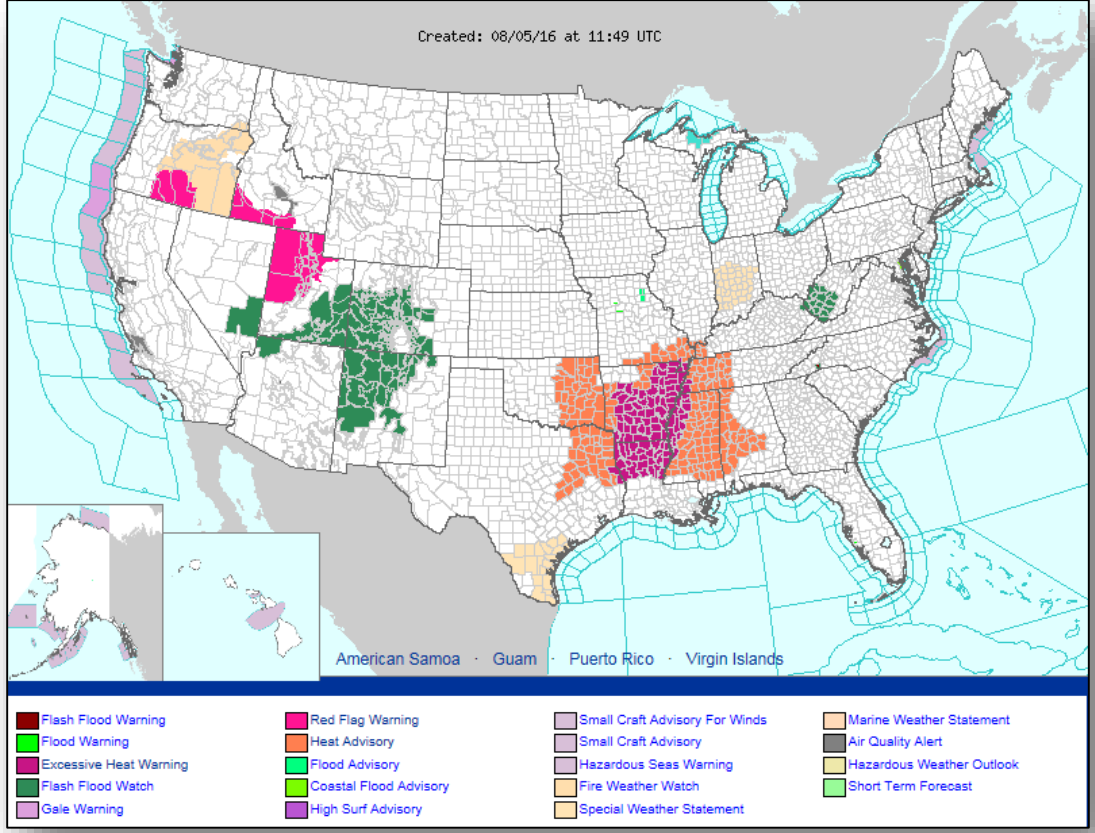 Created: 08/05/16 at 11:49 UTC
American Samoa · Guam · Puerto Rico · Virgin Islands
Flash Flood Warning
Flood Warning
Excessive Heat Warning
Flash Flood Watch
Gale Warning
Red Flag Warning
Heat Advisory
Flood Advisory
Coastal Flood Advisory
High Surf Advisory
Small Craft Advisory For Winds
Small Craft Advisory
Hazardous Seas Warning
Fire Weather Watch
Special Weather Statement
Marine Weather Statement
Air Quality Alert
Hazardous Weather Outlook
Short Term Forecast